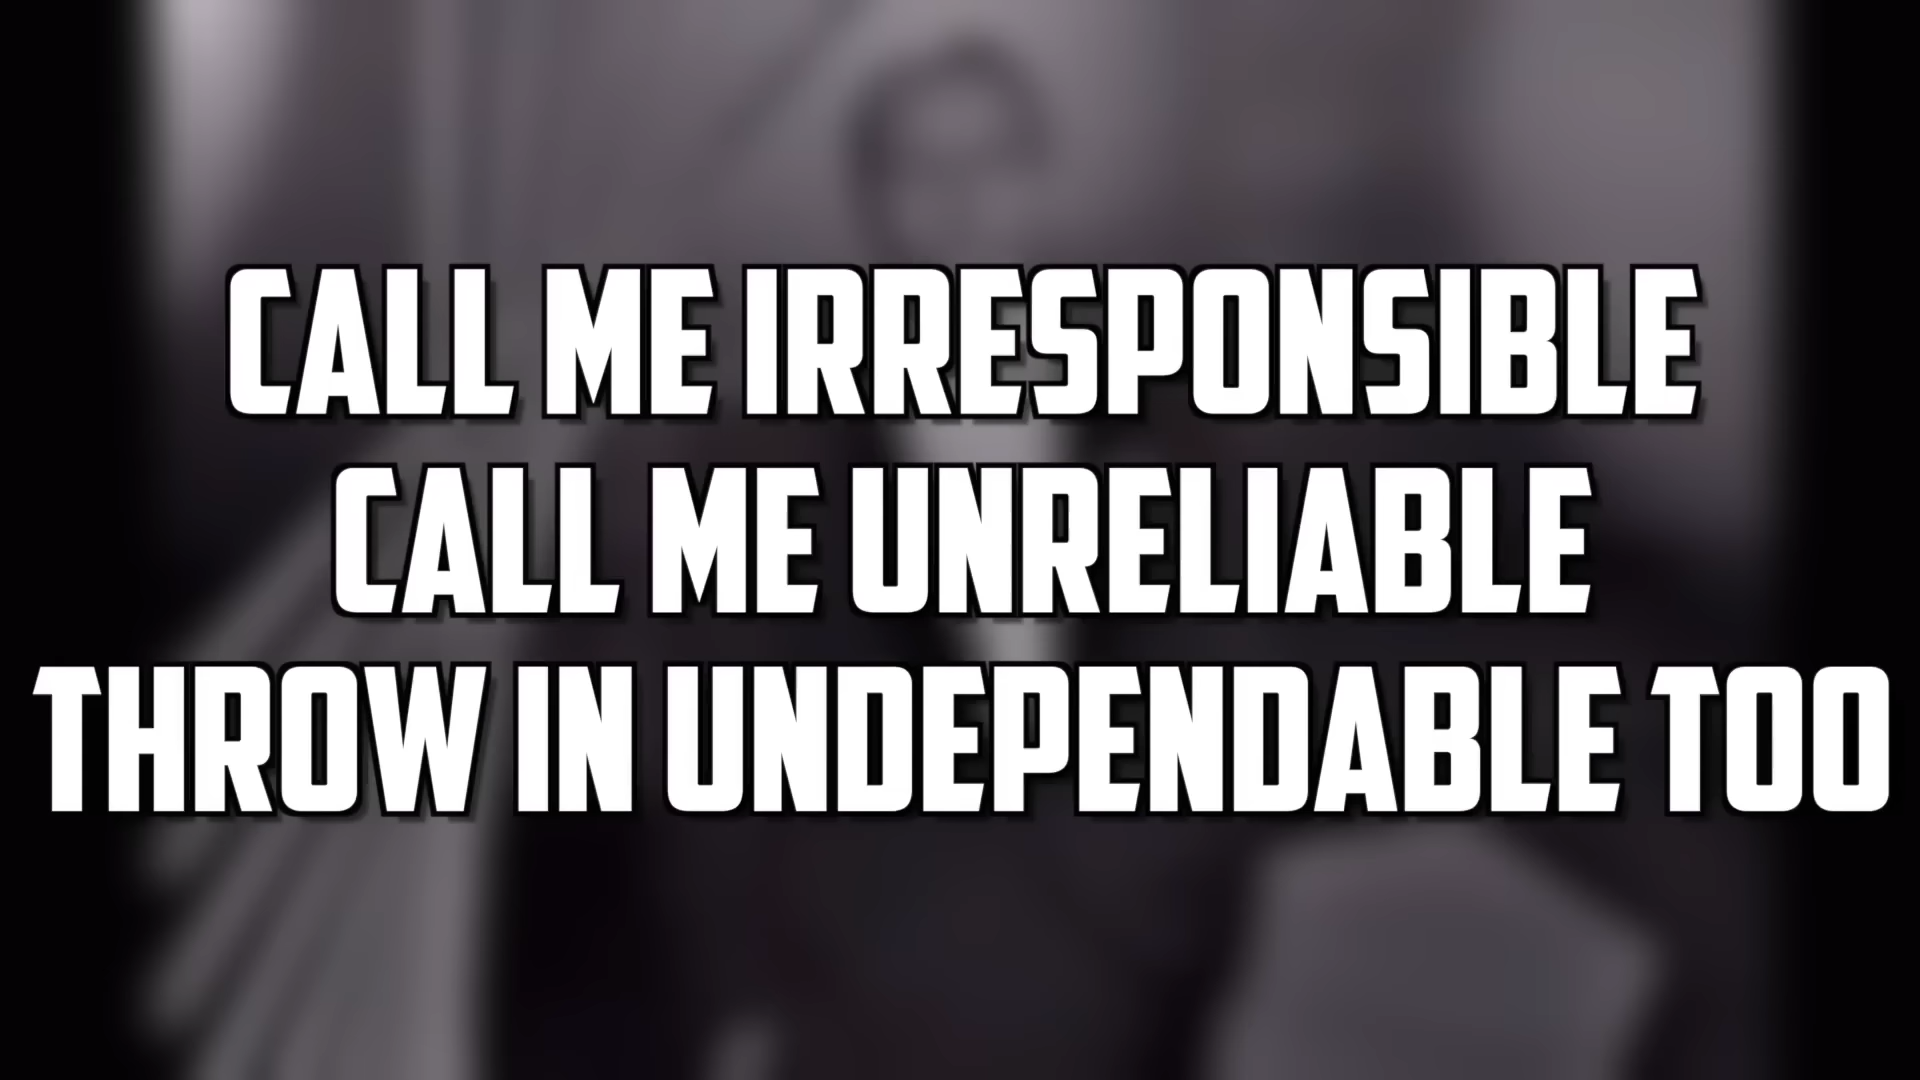 CALL ME IRRESPONSIBLE
CALL ME UNRELIABLE
THROW IN UNDEPENDABLE TOO